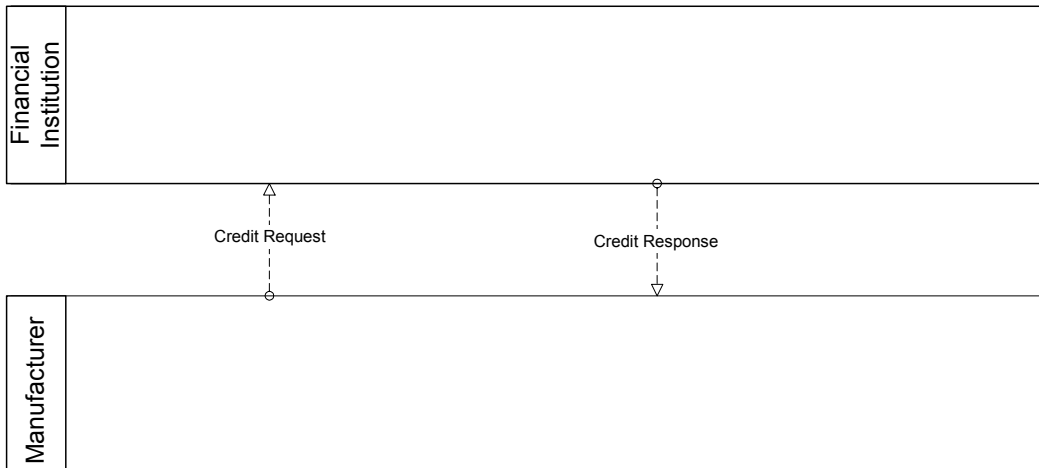 Financial
Institution
Credit Request
Credit Response
Manufacturer